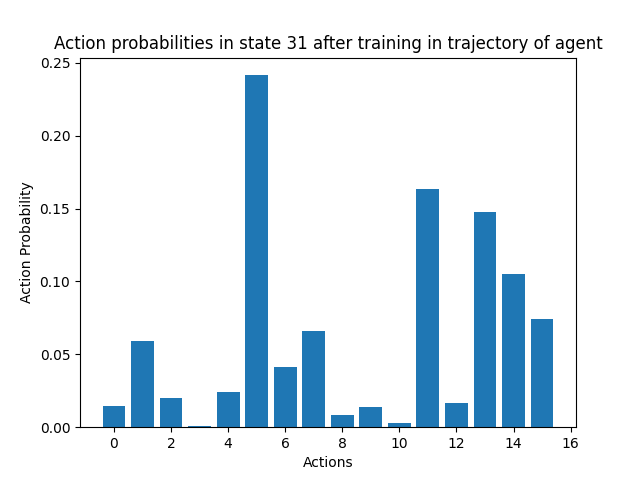 Action probabilities in state 31 after training in trajectory of agent
0.25
0.20
0.15
0.10
0.05
0.00
Action Probability
0 2 4 6 8 10 12 14 16
Actions